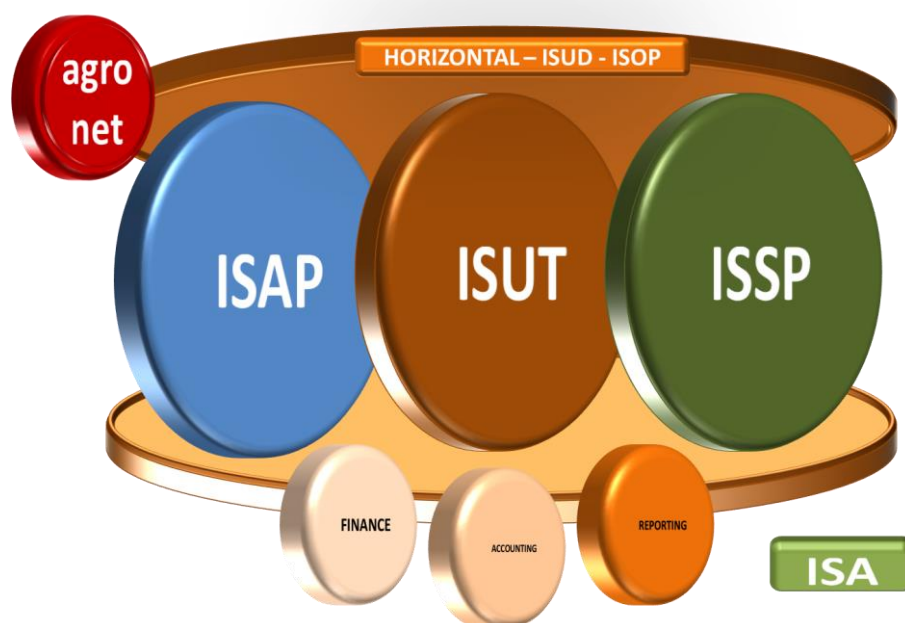 agro
net
HORIZONTAL – ISUD - ISOP
ISAP
ISUT
ISSP
FINANCE
ACCOUNTING
REPORTING
ISA